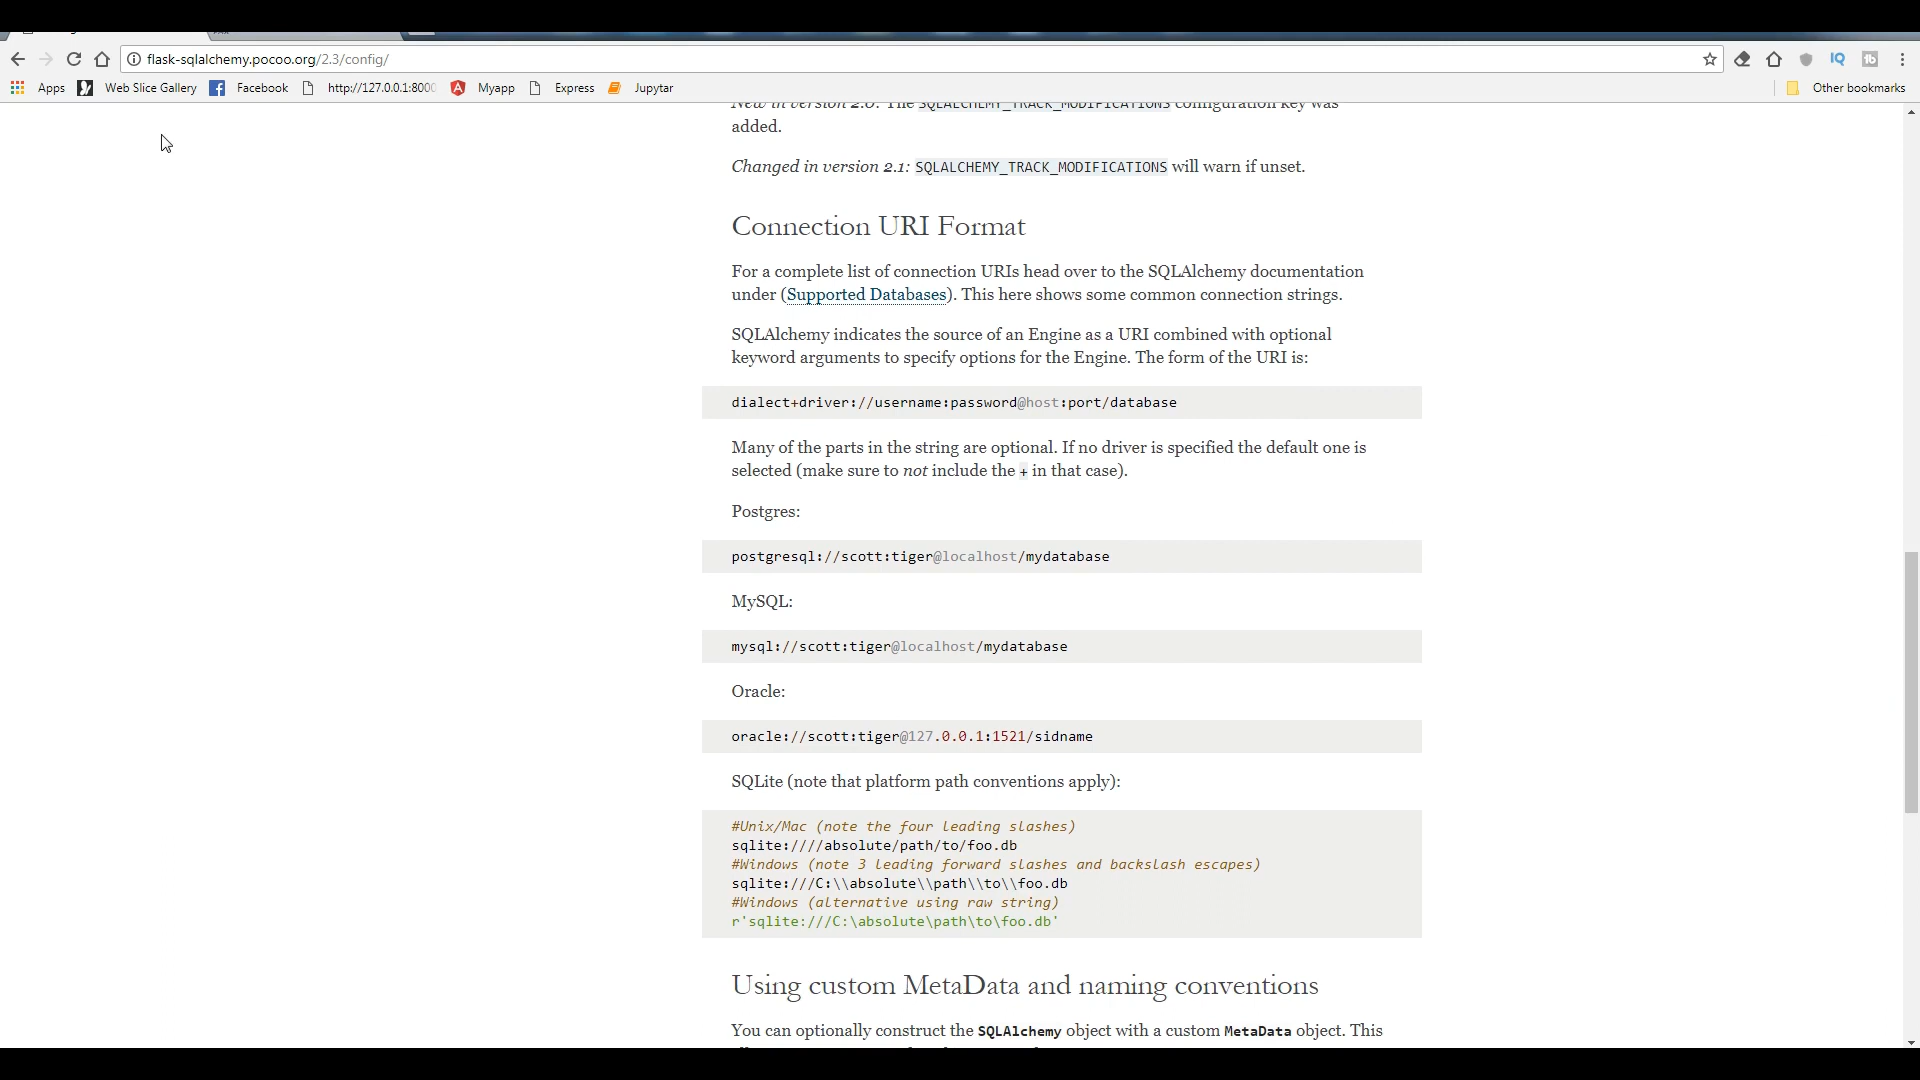 flask-sqlalchemy.pocoo.org/2.3/config/
Apps Web Slice Gallery Facebook http://127.0.0.1:8000 Myapp Express Jupytar Other bookmarks
New in version 2.0: The SQLALCHEMY_TRACK_MODIFICATIONS configuration key was
added.
Changed in version 2.1: SQLALCHEMY_TRACK_MODIFICATIONS will warn if unset.
Connection URI Format
For a complete list of connection URIs head over to the SQLAlchemy documentation
under (Supported Databases). This here shows some common connection strings.
SQLAlchemy indicates the source of an Engine as a URI combined with optional
keyword arguments to specify options for the Engine. The form of the URI is:
dialect+driver://username:password@host:port/database
Many of the parts in the string are optional. If no driver is specified the default one is
selected (make sure to not include the + in that case).
Postgres:
postgresql://scott:tiger@localhost/mydatabase
MySQL:
mysql://scott:tiger@localhost/mydatabase
Oracle:
oracle://scott:tiger@127.0.0.1:1521/sidname
SQLite (note that platform path conventions apply):
#Unix/Mac (note the four leading slashes)
sqlite:////absolute/path/to/foo.db
#Windows (note 3 leading forward slashes and backslash escapes)
sqlite:///C:\\absolute\\path\\to\\foo.db
#Windows (alternative using raw string)
r'sqlite:///C:\absolute\path\to\foo.db'
Using custom MetaData and naming conventions
You can optionally construct the SQLAlchemy object with a custom MetaData object. This